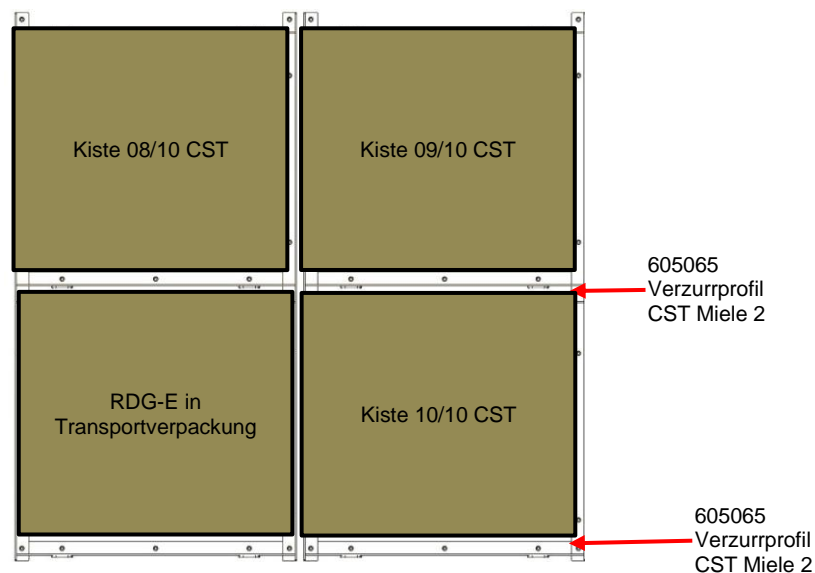 Kiste 08/10 CST
Kiste 09/10 CST
605065
Verzurrprofil
CST Miele 2
RDG-E in
Transportverpackung
Kiste 10/10 CST
605065
Verzurrprofil
CST Miele 2